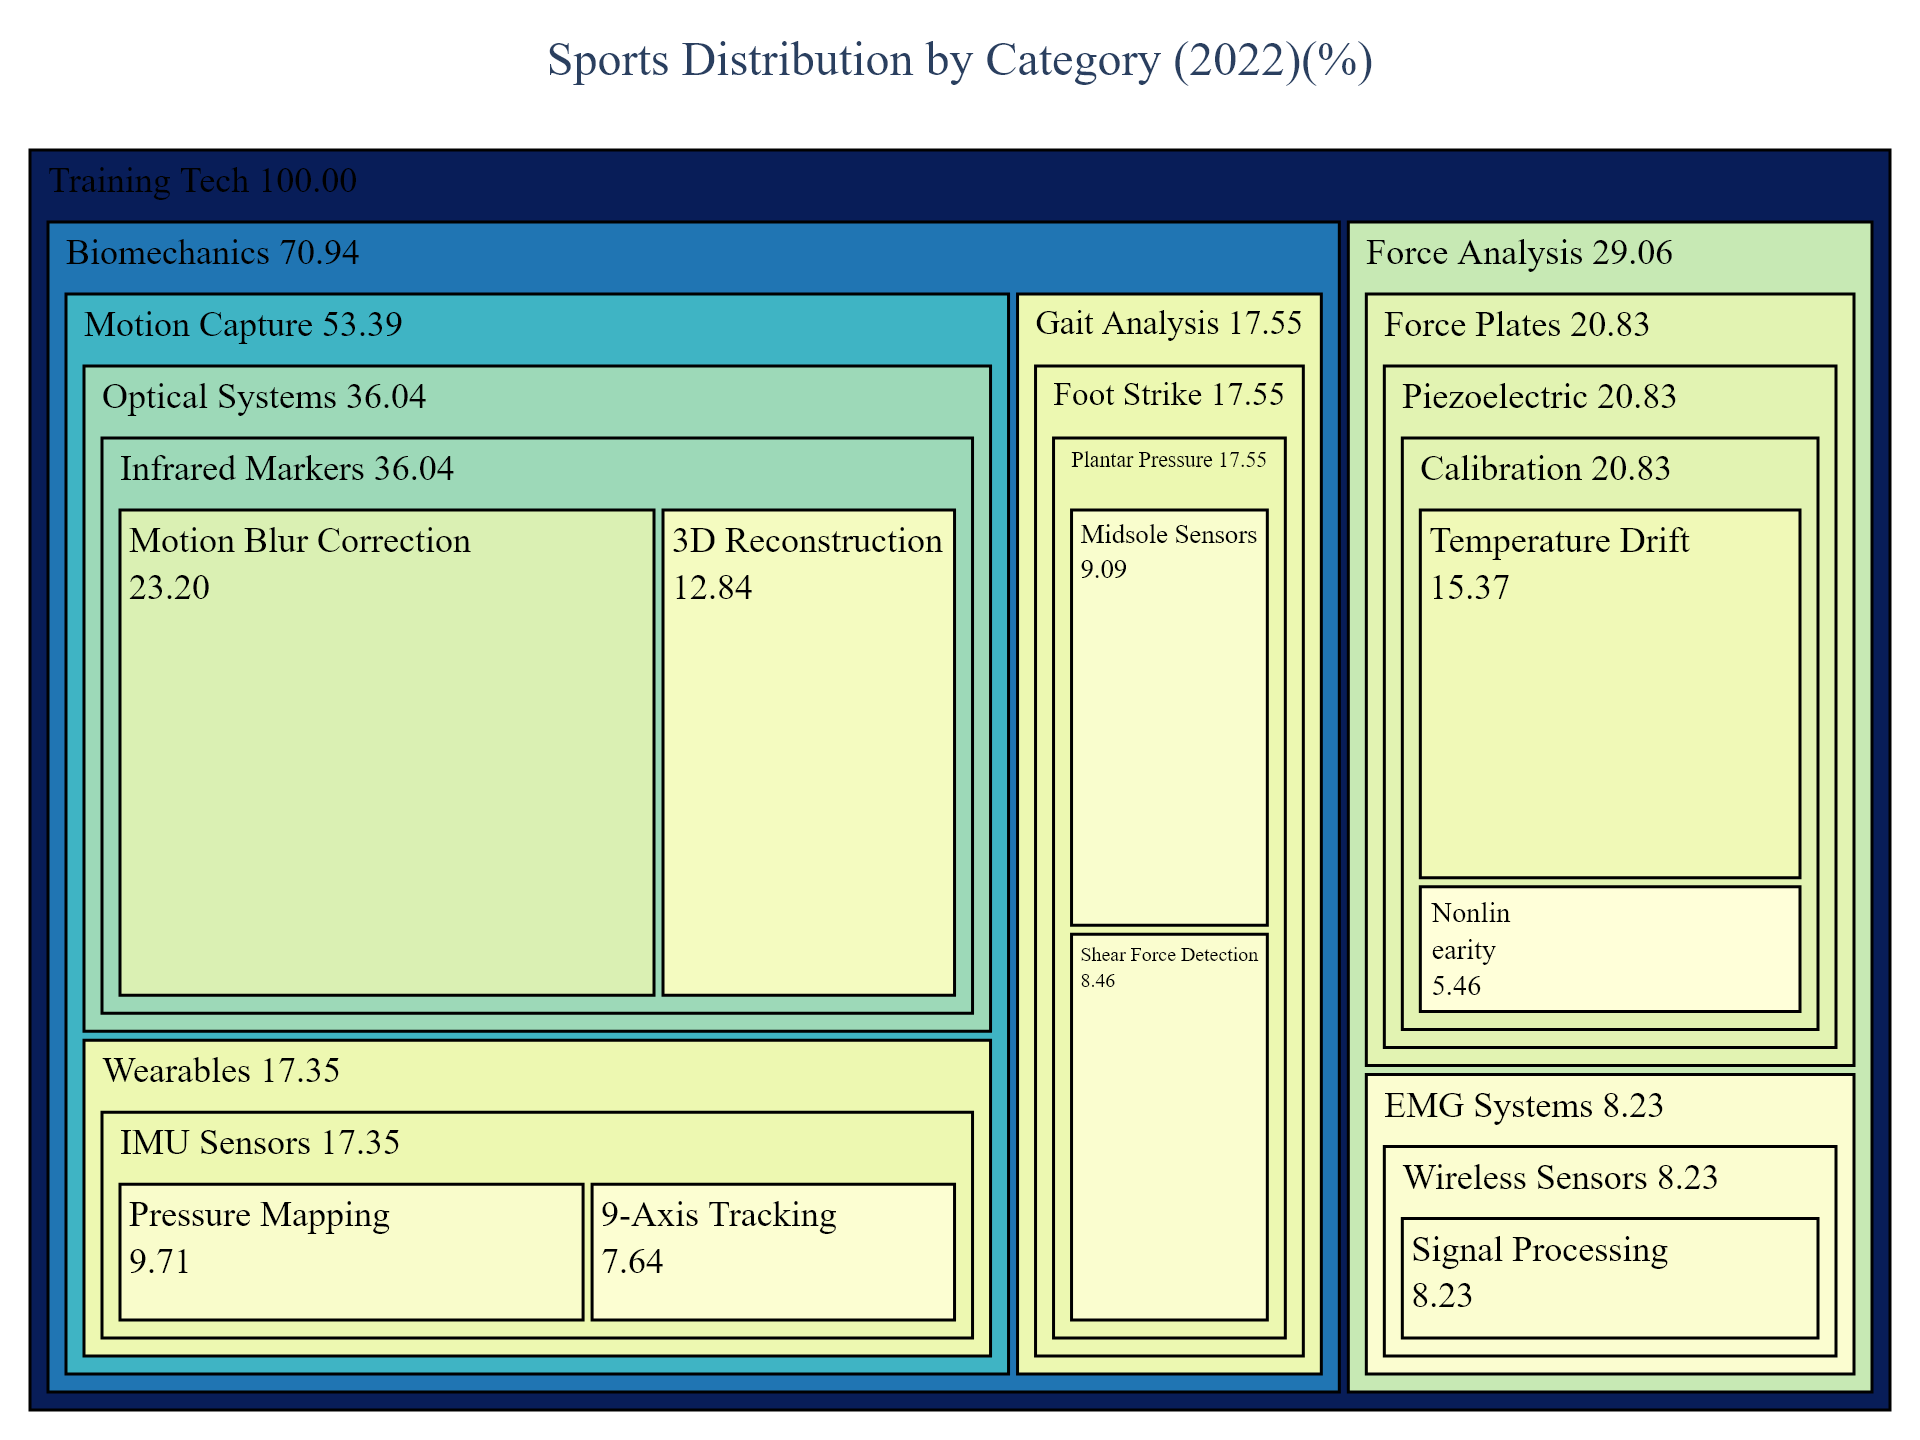 Sports Distribution by Category (2022)(%)
Training Tech 100.00
Biomechanics 70.94
Motion Capture 53.39
Optical Systems 36.04
Infrared Markers 36.04
Motion Blur Correction
23.20
3D Reconstruction
12.84
Wearables 17.35
IMU Sensors 17.35
Pressure Mapping
9.71
9-Axis Tracking
7.64
Gait Analysis 17.55
Foot Strike 17.55
Plantar Pressure 17.55
Midsole Sensors
9.09
Shear Force Detection
8.46
Force Analysis 29.06
Force Plates 20.83
Piezoelectric 20.83
Calibration 20.83
Temperature Drift
15.37
Nonlin
earity
5.46
EMG Systems 8.23
Wireless Sensors 8.23
Signal Processing
8.23